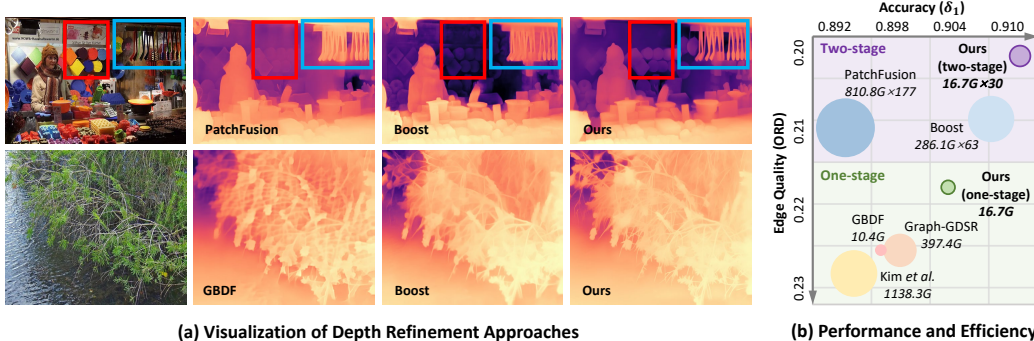 PatchFusion
Boost
Ours
GBDF
Boost
Ours
(a) Visualization of Depth Refinement Approaches
Accuracy (δ₁)
0.892
0.898
0.904
0.910
Edge Quality (ORD)
0.20
0.21
0.22
0.23
Two-stage
Ours
(two-stage)
16.7G×30
PatchFusion
810.8G×177
Boost
286.1G×63
One-stage
Ours
(one-stage)
16.7G
GBDF
10.4G
Graph-GDSR
397.4G
Kim et al.
1138.3G
(b) Performance and Efficiency